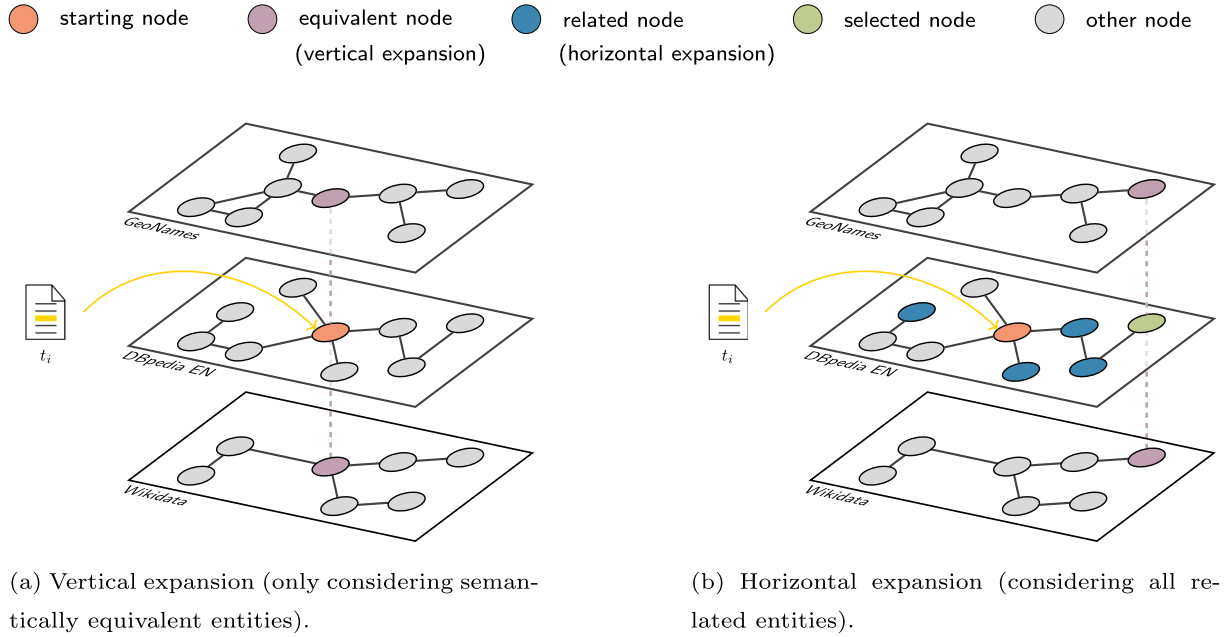 starting node
equivalent node
(vertical expansion)
related node
(horizontal expansion)
selected node
other node
GeoNames
DBpedia EN
Wikidata
t_i
(a) Vertical expansion (only considering seman-
tically equivalent entities).
GeoNames
DBpedia EN
Wikidata
t_i
(b) Horizontal expansion (considering all re-
lated entities).